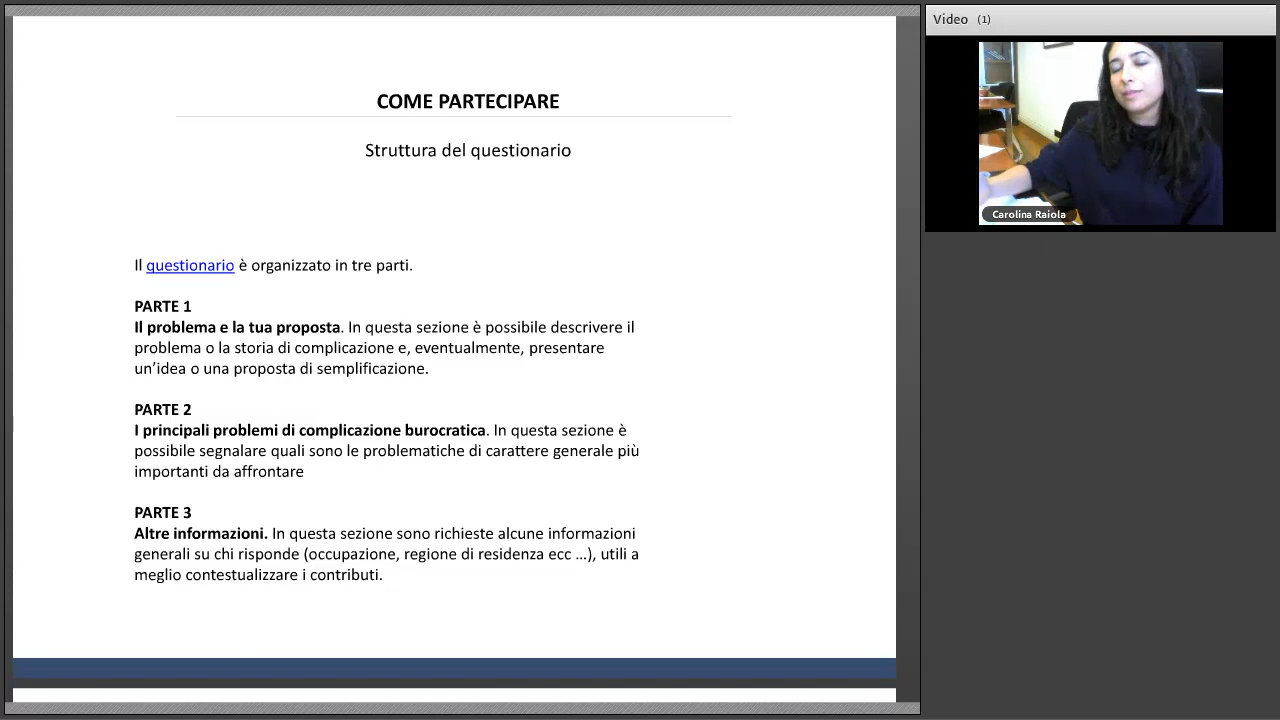 COME PARTECIPARE
Struttura del questionario
Il questionario è organizzato in tre parti.
PARTE 1
Il problema e la tua proposta. In questa sezione è possibile descrivere il
problema o la storia di complicazione e, eventualmente, presentare
un’idea o una proposta di semplificazione.
PARTE 2
I principali problemi di complicazione burocratica. In questa sezione è
possibile segnalare quali sono le problematiche di carattere generale più
importanti da affrontare
PARTE 3
Altre informazioni. In questa sezione sono richieste alcune informazioni
generali su chi risponde (occupazione, regione di residenza ecc ...), utili a
meglio contestualizzare i contributi.
Video (1)
Carolina Raiola